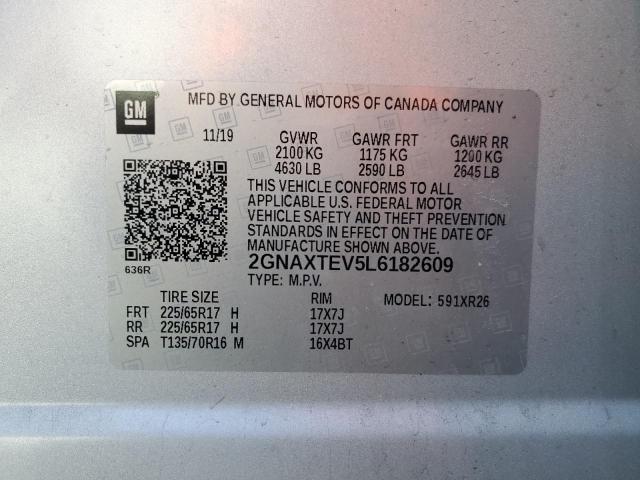 GM
MFD BY GENERAL MOTORS OF CANADA COMPANY
11/19 GVWR GAWR FRT GAWR RR
2100 KG 1175 KG 1200 KG
4630 LB 2590 LB 2645 LB
THIS VEHICLE CONFORMS TO ALL
APPLICABLE U.S. FEDERAL MOTOR
VEHICLE SAFETY AND THEFT PREVENTION
STANDARDS IN EFFECT ON THE DATE OF
MANUFACTURE SHOWN ABOVE.
636R 2GNAXTEV5L6182609
TYPE: M.P.V.
TIRE SIZE RIM MODEL: 591XR26
FRT 225/65R17 H 17X7J
RR 225/65R17 H 17X7J
SPA T135/70R16 M 16X4BT